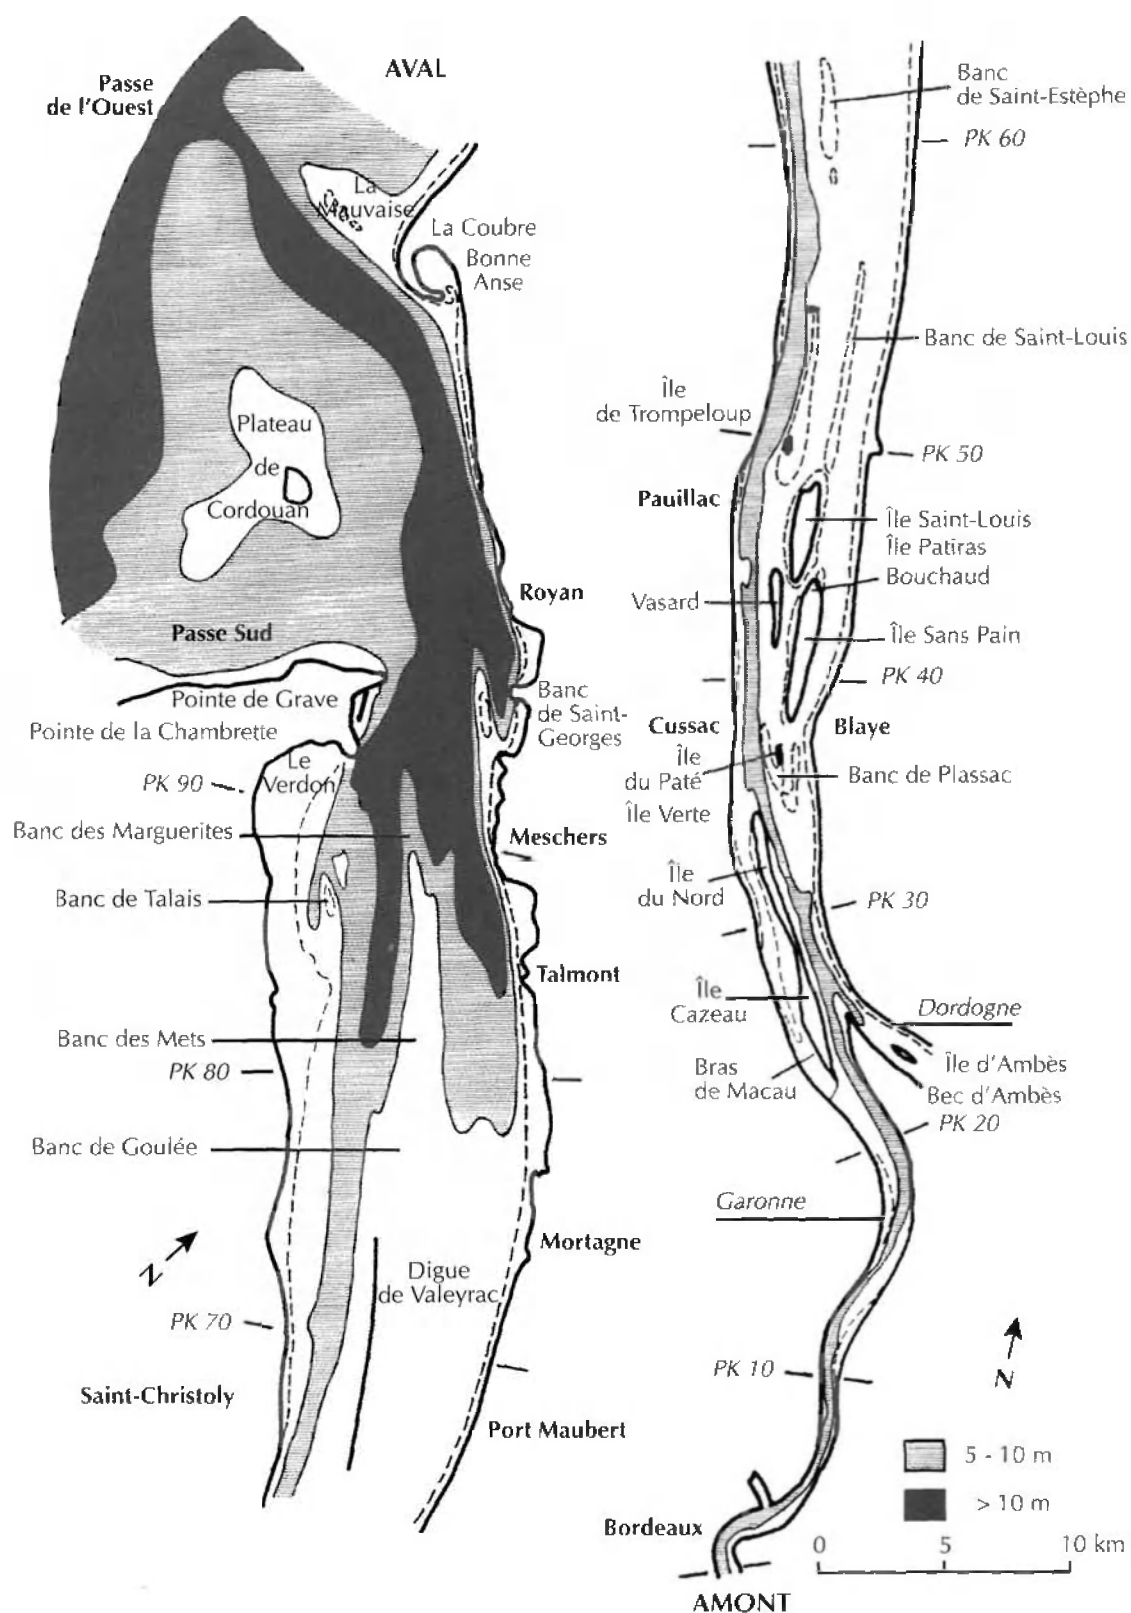 Passe
de l'Ouest
AVAL
La
Mauvaise
La Coubre
Bonne
Anse
Plateau
de
Cordouan
Royan
Passe Sud
Pointe de Grave
Banc
de Saint-
Georges
Pointe de la Chambrette
Le
Verdon
PK 90
Banc des Marguerites
Meschers
Banc de Talais
Talmont
Banc des Mets
PK 80
Banc de Goulée
Mortagne
Digue
de Valeyrac
N
PK 70
Saint-Christoly
Port Maubert
Banc
de Saint-Estèphe
PK 60
Banc de Saint-Louis
Île
de Trompeloup
PK 50
Pauillac
Île Saint-Louis
Île Patiras
Bouchaud
Vasard
Île Sans Pain
PK 40
Cussac
Blaye
Île
du Paté
Banc de Plassac
Île Verte
Île
du Nord
PK 30
Île
Cazeau
Dordogne
Bras
de Macau
Île d'Ambès
Bec d'Ambès
PK 20
Garonne
PK 10
N
5 - 10 m
> 10 m
Bordeaux
0 5 10 km
AMONT